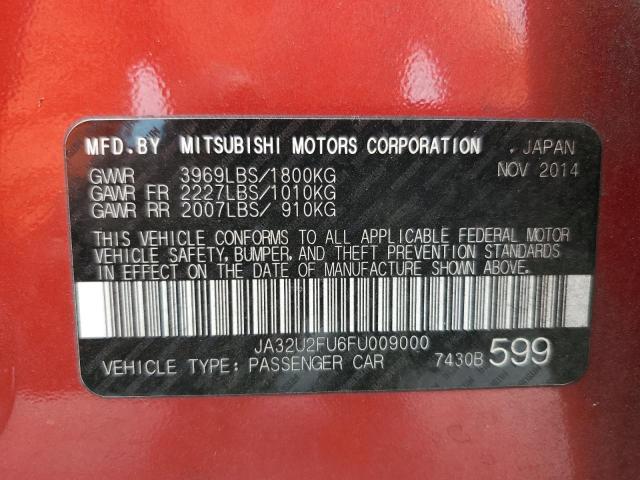 MFD.BY MITSUBISHI MOTORS CORPORATION , JAPAN
GVWR 3969LBS/1800KG NOV 2014
GAWR FR 2227LBS/1010KG
GAWR RR 2007LBS/ 910KG
THIS VEHICLE CONFORMS TO ALL APPLICABLE FEDERAL MOTOR
VEHICLE SAFETY, BUMPER, AND THEFT PREVENTION STANDARDS
IN EFFECT ON THE DATE OF MANUFACTURE SHOWN ABOVE.
JA32U2FU6FU009000
VEHICLE TYPE: PASSENGER CAR 7430B 599